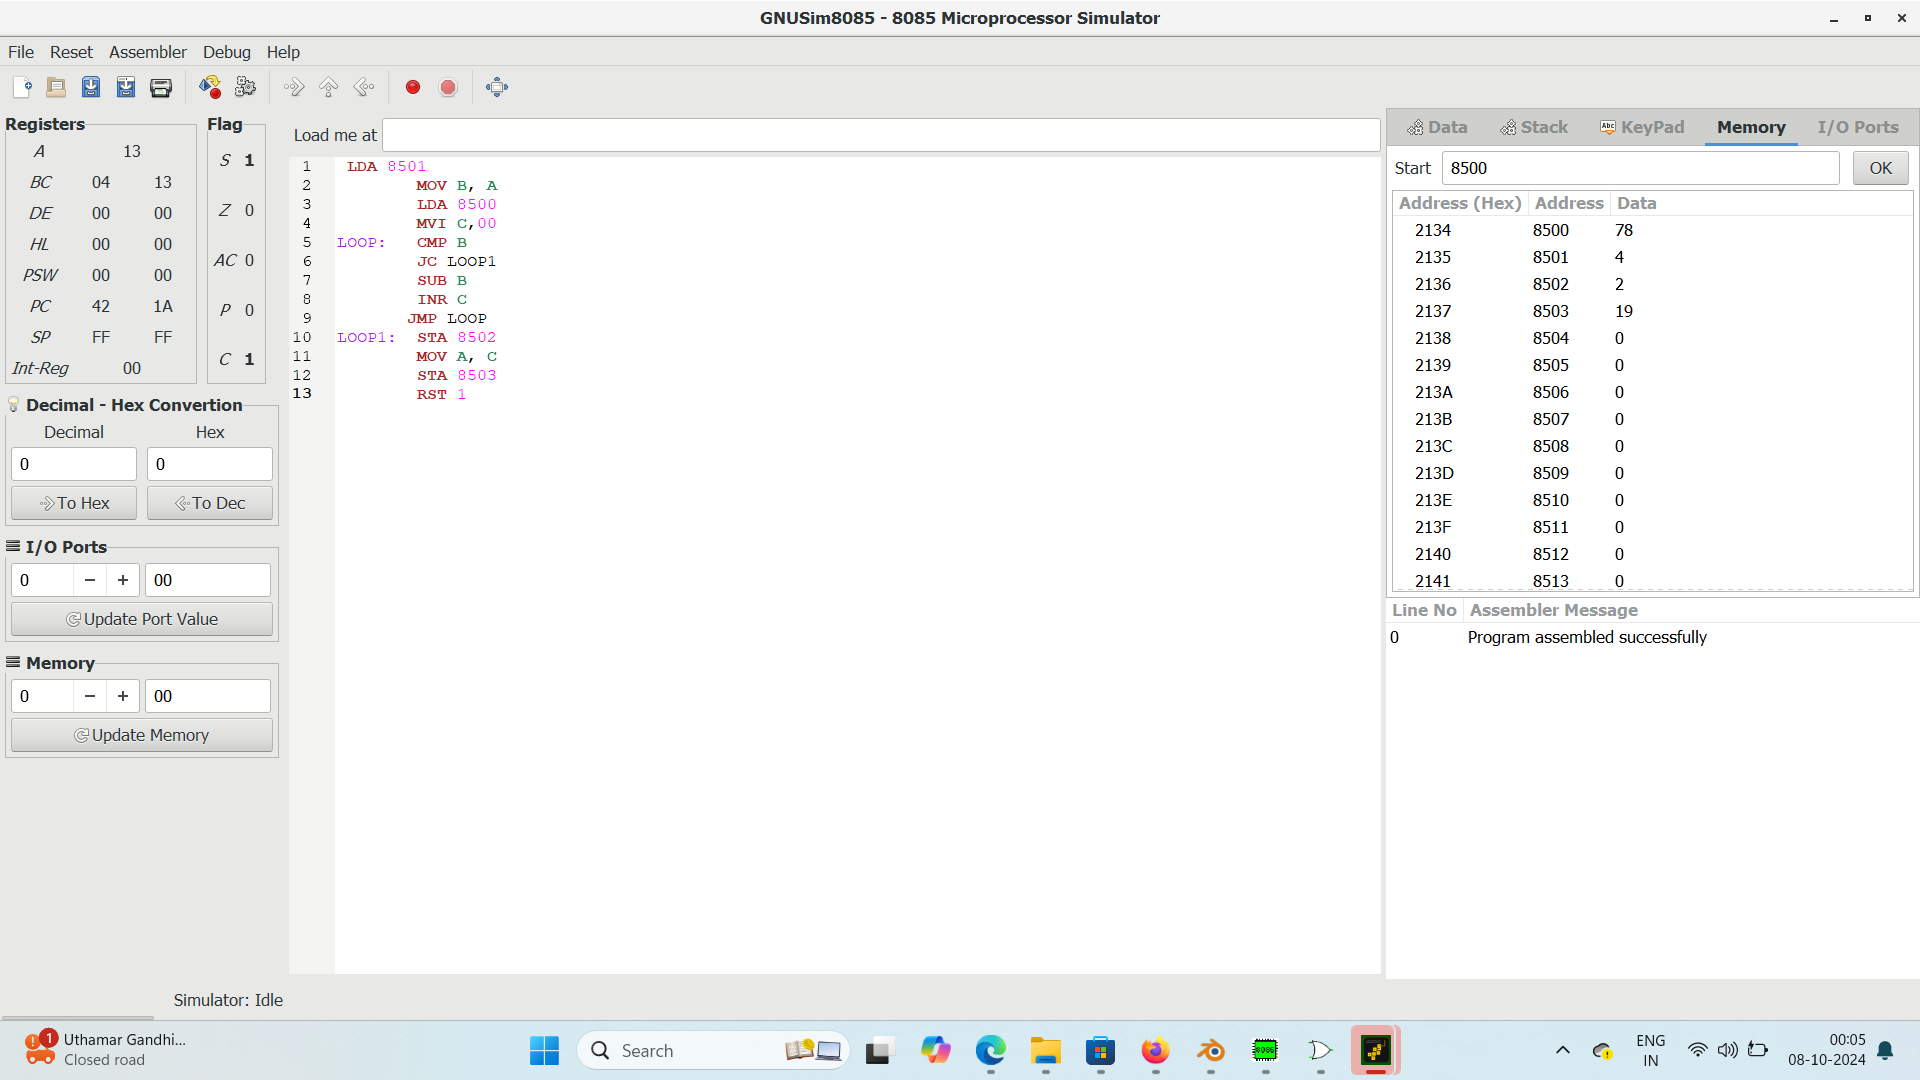 GNUSim8085 - 8085 Microprocessor Simulator
File Reset Assembler Debug Help
Registers
A 13
BC 04 13
DE 00 00
HL 00 00
PSW 00 00
PC 42 1A
SP FF FF
Int-Reg 00
Flag
S 1
Z 0
AC 0
P 0
C 1
Decimal - Hex Convertion
Decimal Hex
0 0
To Hex To Dec
I/O Ports
0 − + 00
Update Port Value
Memory
0 − + 00
Update Memory
Load me at
1 LDA 8501
2 MOV B, A
3 LDA 8500
4 MVI C,00
5 LOOP: CMP B
6 JC LOOP1
7 SUB B
8 INR C
9 JMP LOOP
10 LOOP1: STA 8502
11 MOV A, C
12 STA 8503
13 RST 1
Data Stack Abc KeyPad Memory I/O Ports
Start 8500 OK
Address (Hex) Address Data
2134 8500 78
2135 8501 4
2136 8502 2
2137 8503 19
2138 8504 0
2139 8505 0
213A 8506 0
213B 8507 0
213C 8508 0
213D 8509 0
213E 8510 0
213F 8511 0
2140 8512 0
2141 8513 0
Line No Assembler Message
0 Program assembled successfully
Simulator: Idle
1 Uthamar Gandhi...
Closed road
Search
8085
ENG
IN
00:05
08-10-2024